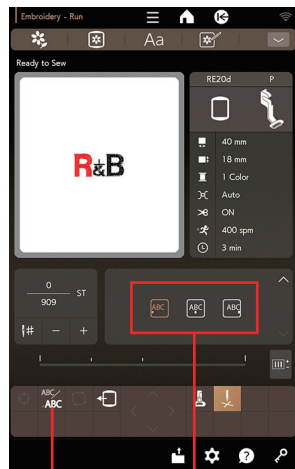 Embroidery - Run
Aa
Ready to Sew
RE20d P
R&B
40 mm
18 mm
1 Color
Auto
ON
400 spm
3 min
0
909
ST
# - +
ABC ABC ABC
ABC/
ABC